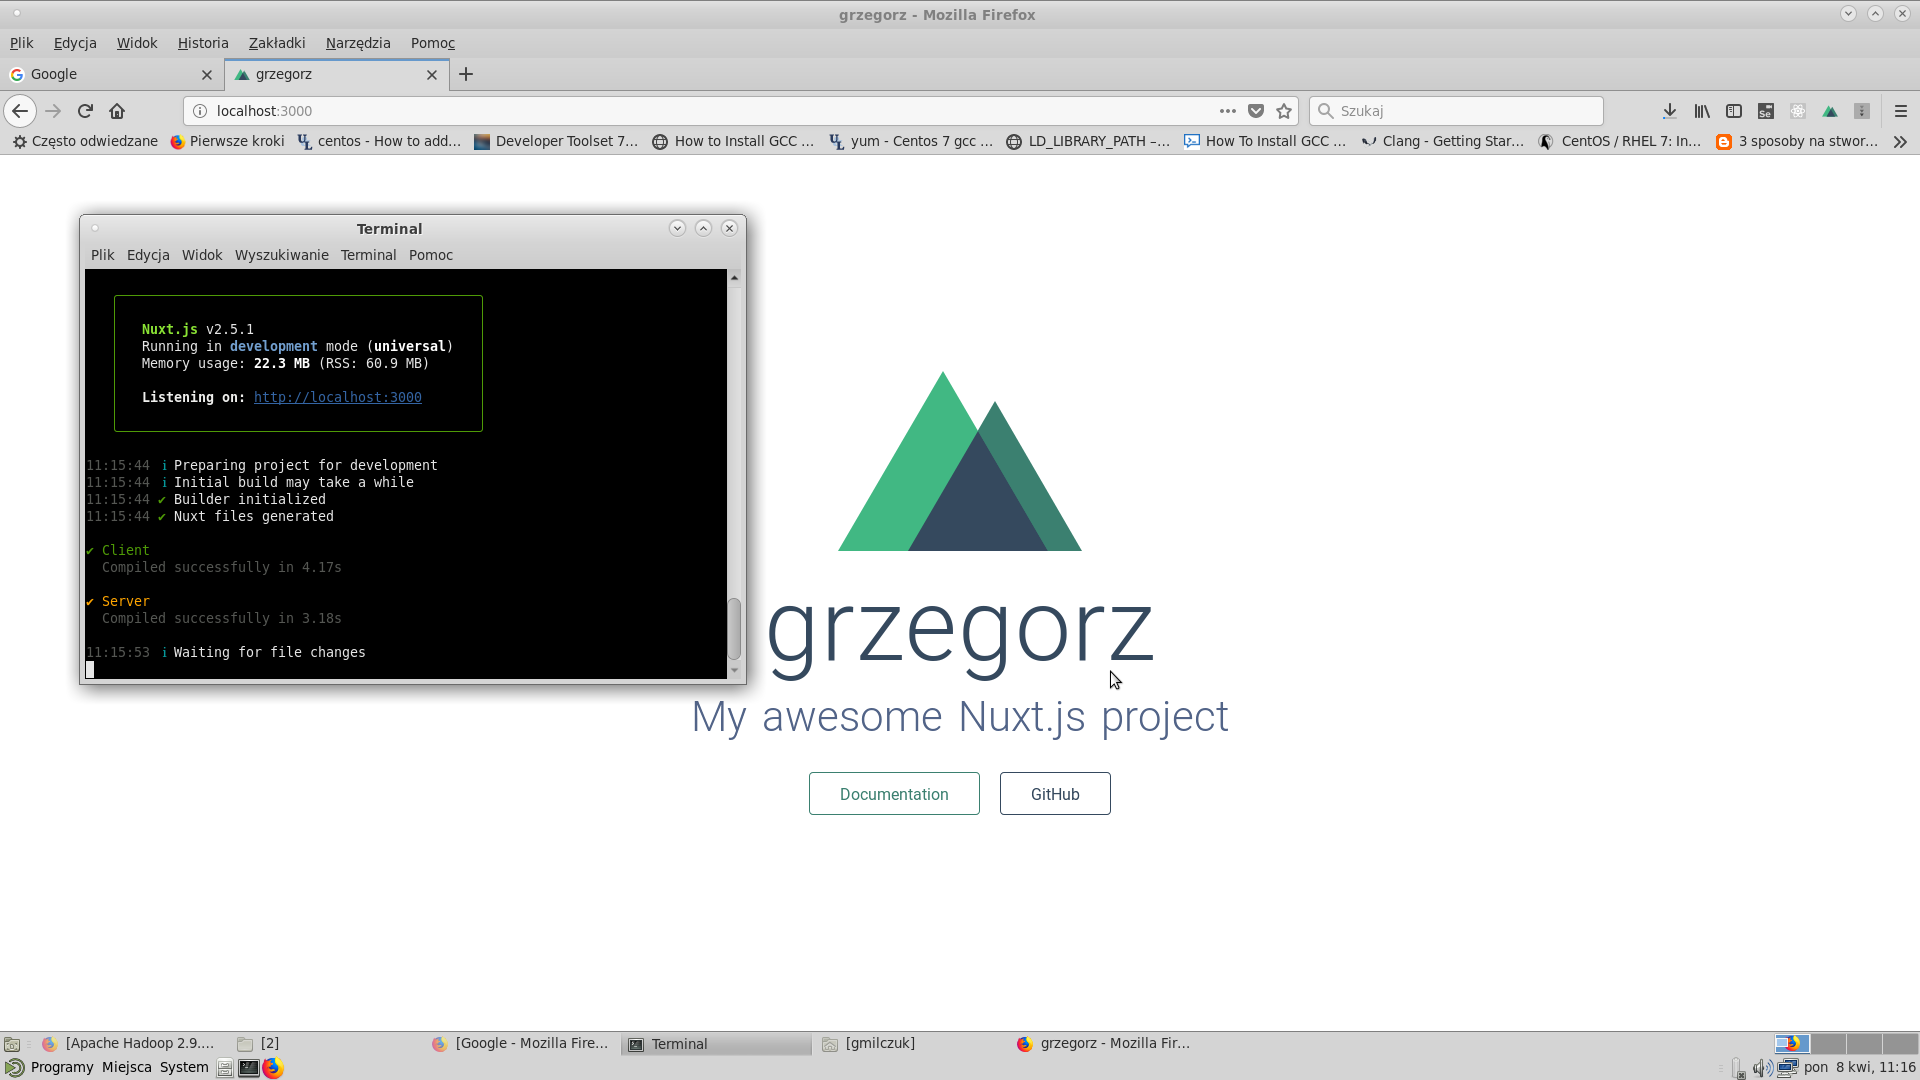 grzegorz - Mozilla Firefox
Plik Edycja Widok Historia Zakładki Narzędzia Pomoc
Google grzegorz
localhost:3000 Szukaj
Często odwiedzane Pierwsze kroki centos - How to add... Developer Toolset 7... How to Install GCC ... yum - Centos 7 gcc ... LD_LIBRARY_PATH –... How To Install GCC ... Clang - Getting Star... CentOS / RHEL 7: In... 3 sposoby na stwor...
Terminal
Plik Edycja Widok Wyszukiwanie Terminal Pomoc
Nuxt.js v2.5.1
Running in development mode (universal)
Memory usage: 22.3 MB (RSS: 60.9 MB)
Listening on: http://localhost:3000
11:15:44 i Preparing project for development
11:15:44 i Initial build may take a while
11:15:44 ✔ Builder initialized
11:15:44 ✔ Nuxt files generated
✔ Client
Compiled successfully in 4.17s
✔ Server
Compiled successfully in 3.18s
11:15:53 i Waiting for file changes
grzegorz
My awesome Nuxt.js project
Documentation GitHub
[Apache Hadoop 2.9.... [2] [Google - Mozilla Fire... Terminal [gmilczuk] grzegorz - Mozilla Fir...
Programy Miejsca System pon 8 kwi, 11:16